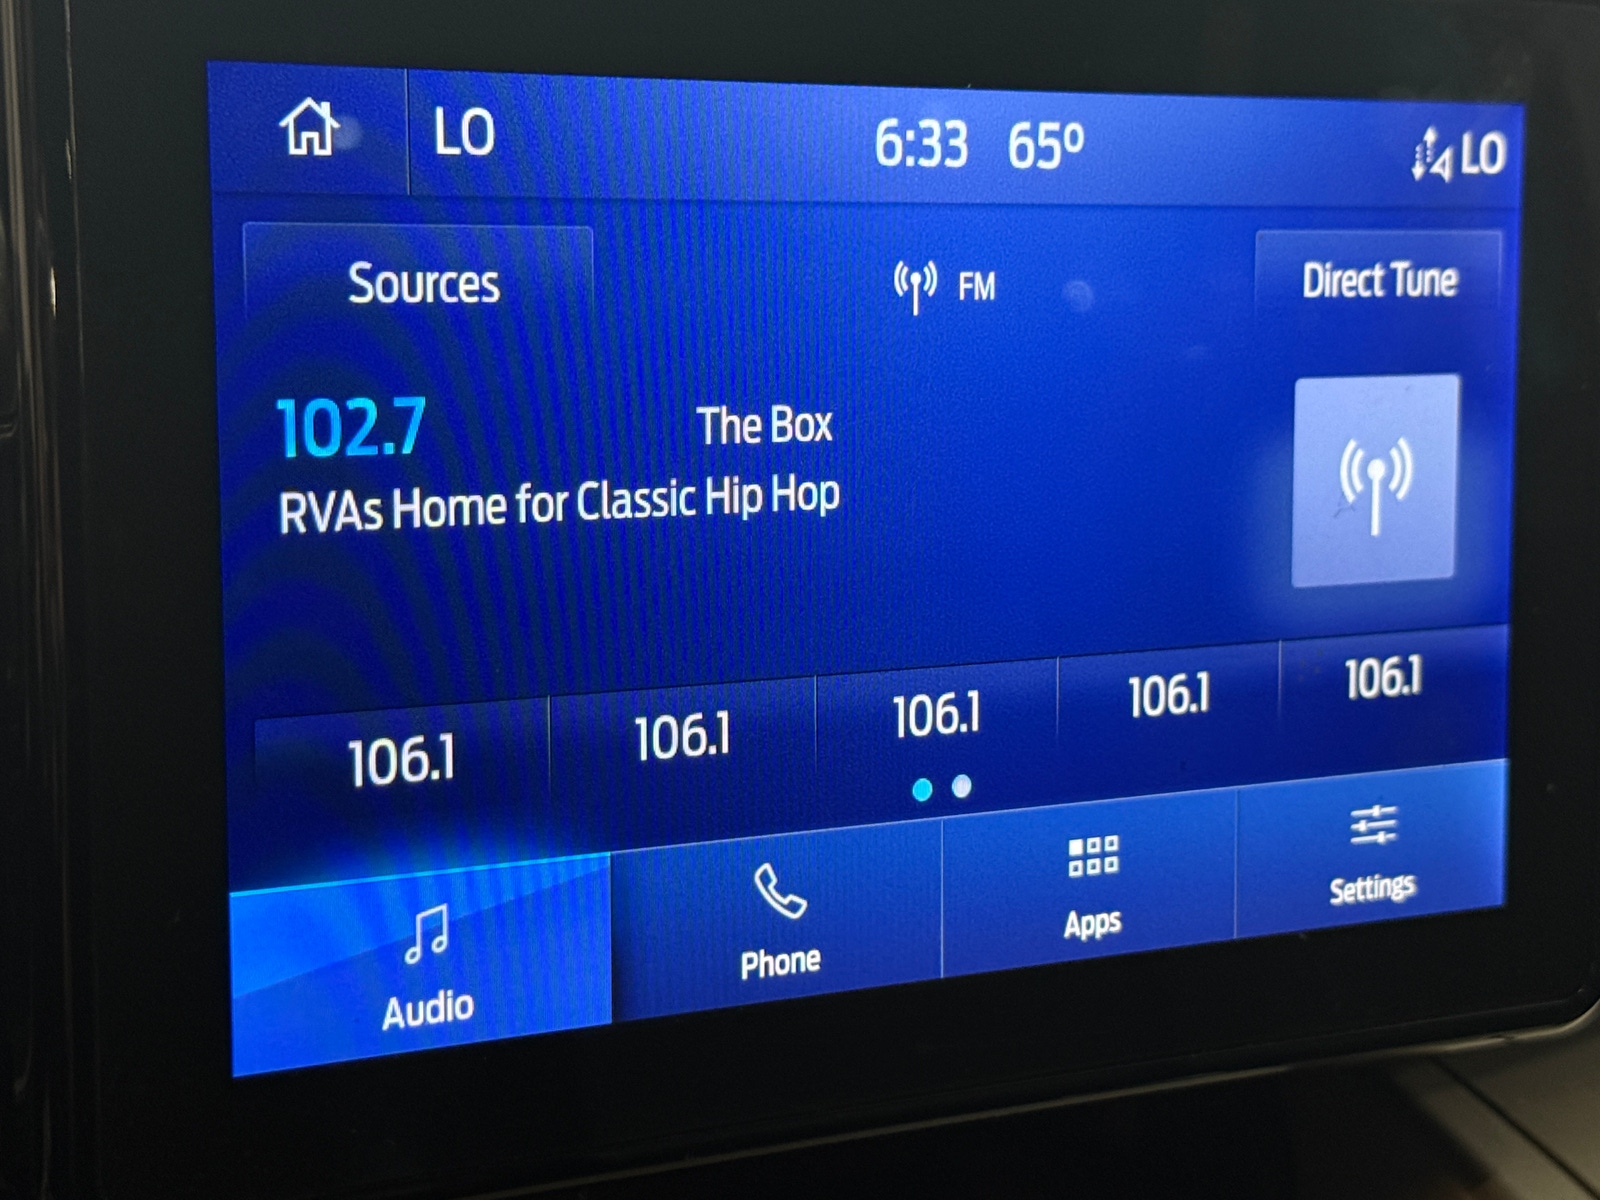 LO 6:33 65° LO
Sources FM Direct Tune
102.7 The Box
RVAs Home for Classic Hip Hop
106.1 106.1 106.1 106.1 106.1
Audio Phone Apps Settings